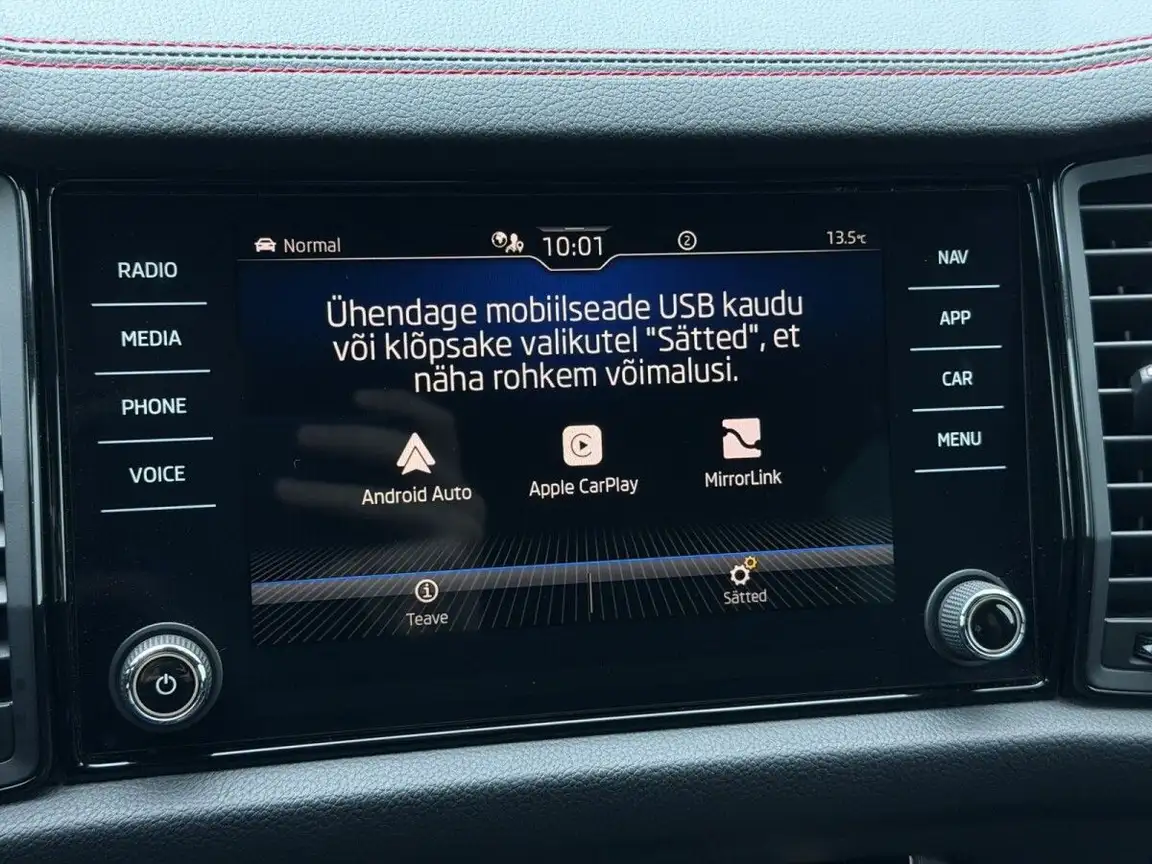 Normal
10:01
2
13.5°C
RADIO
MEDIA
PHONE
VOICE
Ühendage mobiilseade USB kaudu
või klõpsake valikutel "Sätted", et
näha rohkem võimalusi.
Android Auto
Apple CarPlay
MirrorLink
Teave
Sätted
NAV
APP
CAR
MENU